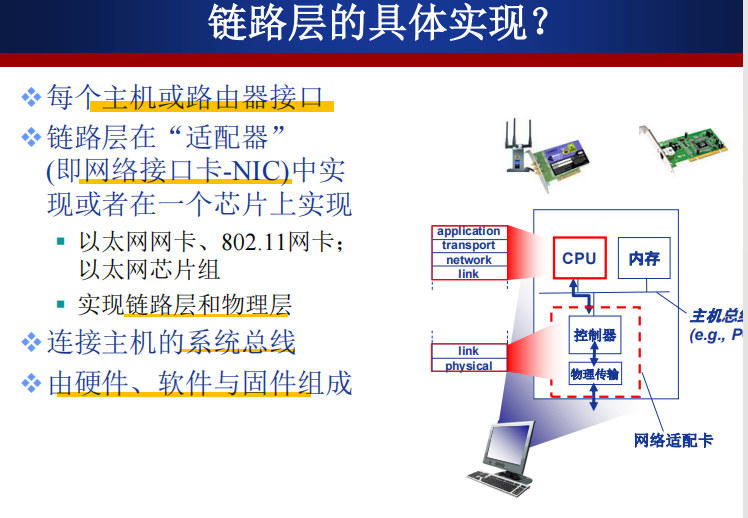 链路层的具体实现?
每个主机或路由器接口
链路层在“适配器”
(即网络接口卡-NIC)中实
现或者在一个芯片上实现
以太网网卡、802.11网卡;
以太网芯片组
实现链路层和物理层
连接主机的系统总线
由硬件、软件与固件组成
application
transport
network
link
link
physical
CPU
内存
控制器
物理传输
主机总
(e.g., P
网络适配卡